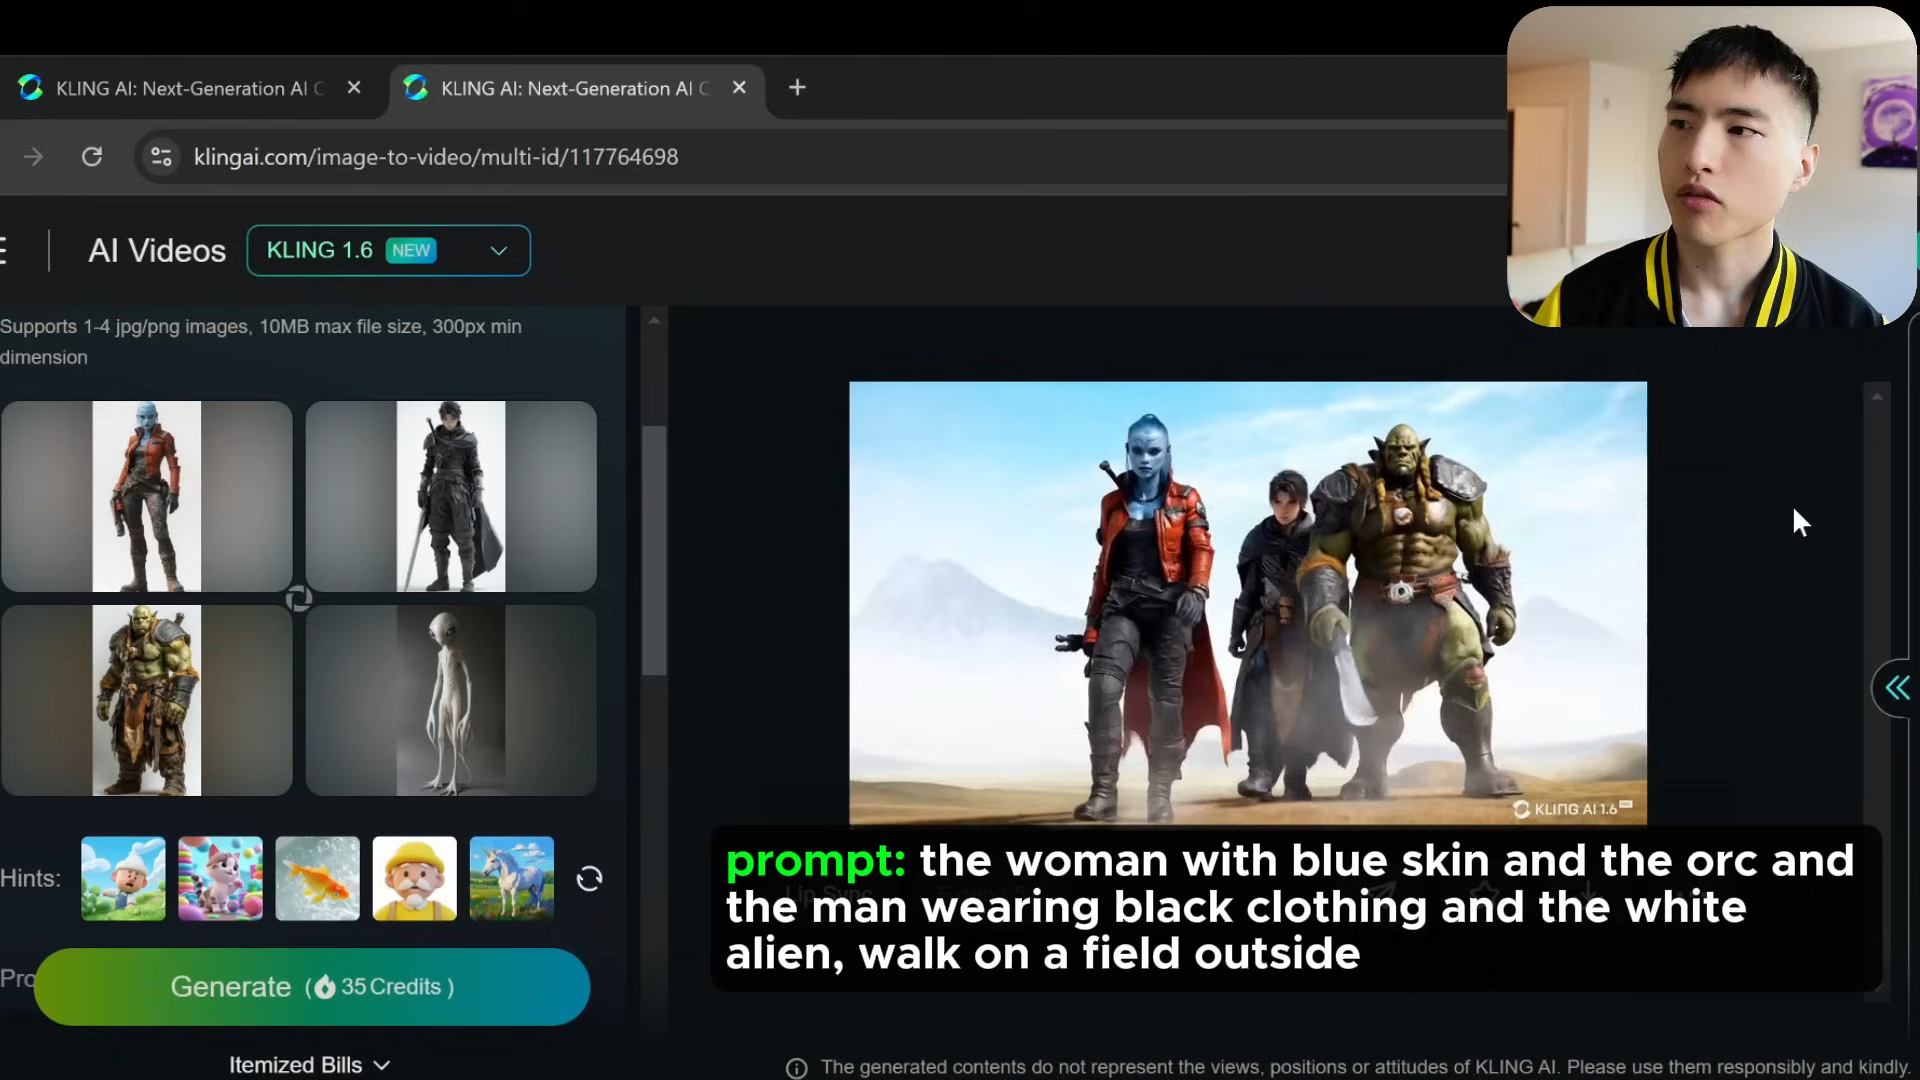 KLING AI: Next-Generation AI C
KLING AI: Next-Generation AI C
klingai.com/image-to-video/multi-id/117764698
AI Videos
KLING 1.6 NEW
Supports 1-4 jpg/png images, 10MB max file size, 300px min
dimension
KLING AI 1.6
prompt: the woman with blue skin and the orc and
the man wearing black clothing and the white
alien, walk on a field outside
Lip Sync
Hints:
Pro
Generate ( 35 Credits )
Itemized Bills
The generated contents do not represent the views, positions or attitudes of KLING AI. Please use them responsibly and kindly.